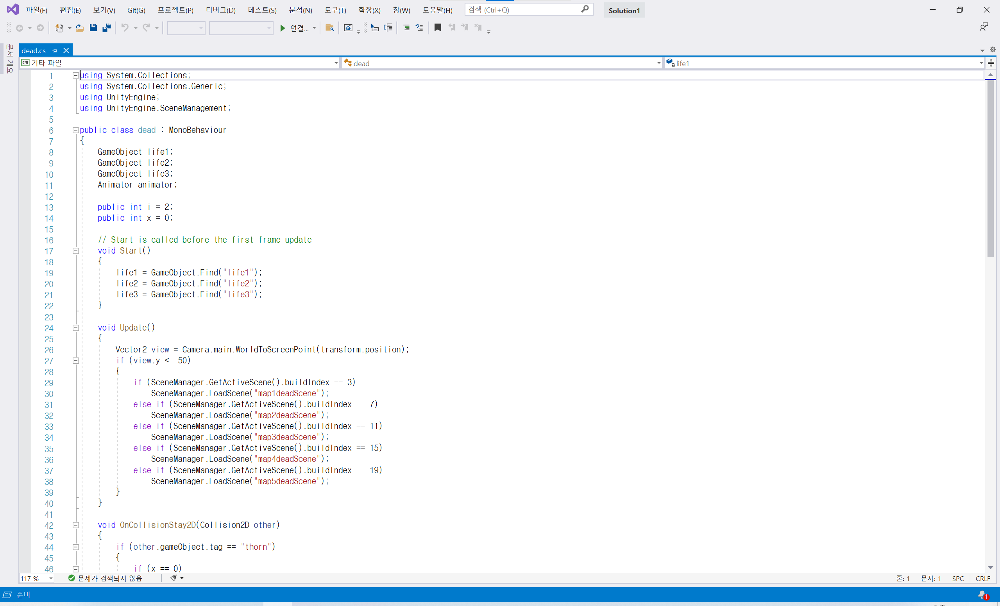 파일(F) 편집(E) 보기(V) Git(G) 프로젝트(P) 디버그(D) 테스트(S) 분석(N) 도구(T) 확장(X) 창(W) 도움말(H) 검색 (Ctrl+Q) Solution1
연결...
문서 개요
dead.cs
C# 기타 파일 dead life1
1 using System.Collections;
2 using System.Collections.Generic;
3 using UnityEngine;
4 using UnityEngine.SceneManagement;
5
6 public class dead : MonoBehaviour
7 {
8 GameObject life1;
9 GameObject life2;
10 GameObject life3;
11 Animator animator;
12
13 public int i = 2;
14 public int x = 0;
15
16 // Start is called before the first frame update
17 void Start()
18 {
19 life1 = GameObject.Find("life1");
20 life2 = GameObject.Find("life2");
21 life3 = GameObject.Find("life3");
22 }
23
24 void Update()
25 {
26 Vector2 view = Camera.main.WorldToScreenPoint(transform.position);
27 if (view.y < -50)
28 {
29 if (SceneManager.GetActiveScene().buildIndex == 3)
30 SceneManager.LoadScene("map1deadScene");
31 else if (SceneManager.GetActiveScene().buildIndex == 7)
32 SceneManager.LoadScene("map2deadScene");
33 else if (SceneManager.GetActiveScene().buildIndex == 11)
34 SceneManager.LoadScene("map3deadScene");
35 else if (SceneManager.GetActiveScene().buildIndex == 15)
36 SceneManager.LoadScene("map4deadScene");
37 else if (SceneManager.GetActiveScene().buildIndex == 19)
38 SceneManager.LoadScene("map5deadScene");
39 }
40 }
41
42 void OnCollisionStay2D(Collision2D other)
43 {
44 if (other.gameObject.tag == "thorn")
45 {
46 if (x == 0)
117 % 문제가 검색되지 않음 줄: 1 문자: 1 SPC CRLF
준비 1